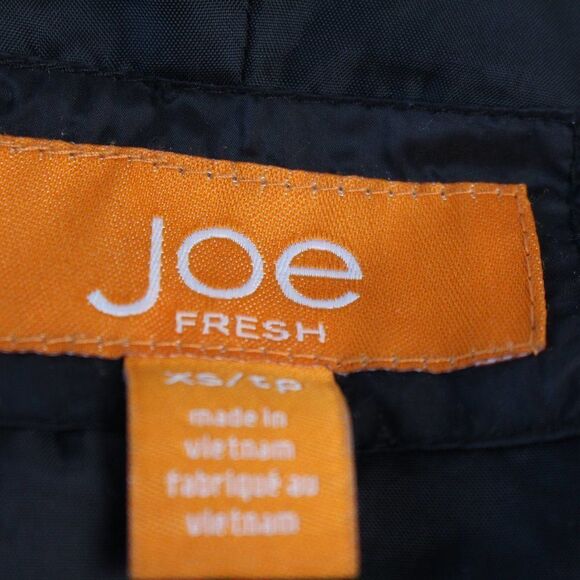 Joe
FRESH
xs/tp
made in
vietnam
fabriqué au
vietnam